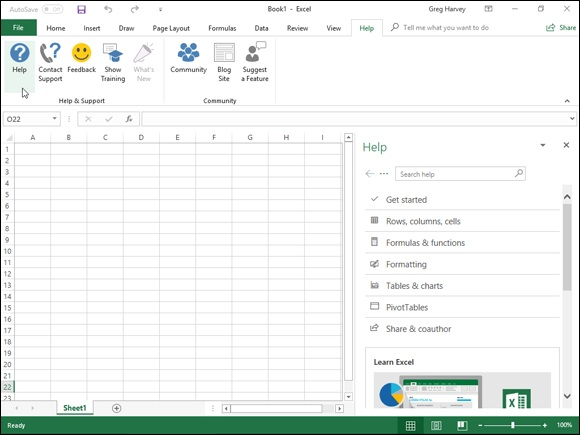 AutoSave Off Book1 - Excel Greg Harvey
File Home Insert Draw Page Layout Formulas Data Review View Help Tell me what you want to do Share
Help Contact Support Feedback Show Training What's New Community Blog Site Suggest a Feature
Help & Support Community
O22 fx
A B C D E F G H I
1
2
3
4
5
6
7
8
9
10
11
12
13
14
15
16
17
18
19
20
21
22
23
Help
Search help
Get started
Rows, columns, cells
Formulas & functions
Formatting
Tables & charts
PivotTables
Share & coauthor
Learn Excel
Sheet1
Ready 100%